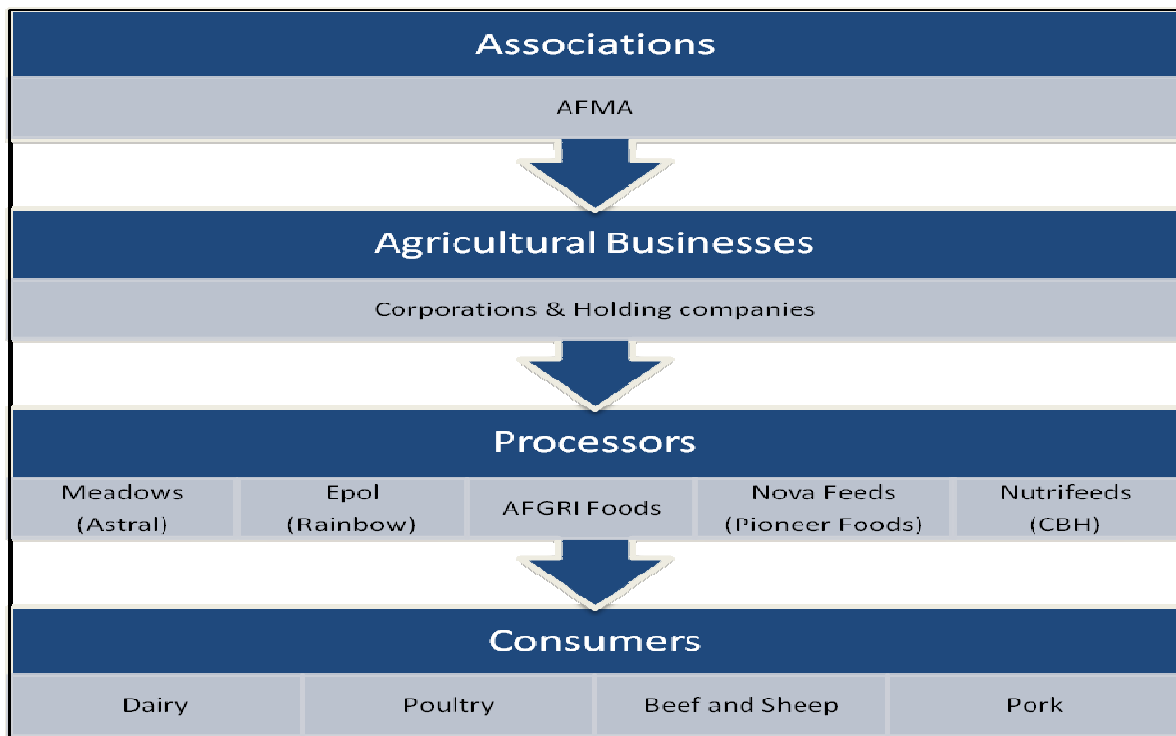 Associations
AFMA
Agricultural Businesses
Corporations & Holding companies
Processors
Meadows
(Astral)
Epol
(Rainbow)
AFGRI Foods
Nova Feeds
(Pioneer Foods)
Nutrifeeds
(CBH)
Consumers
Dairy
Poultry
Beef and Sheep
Pork